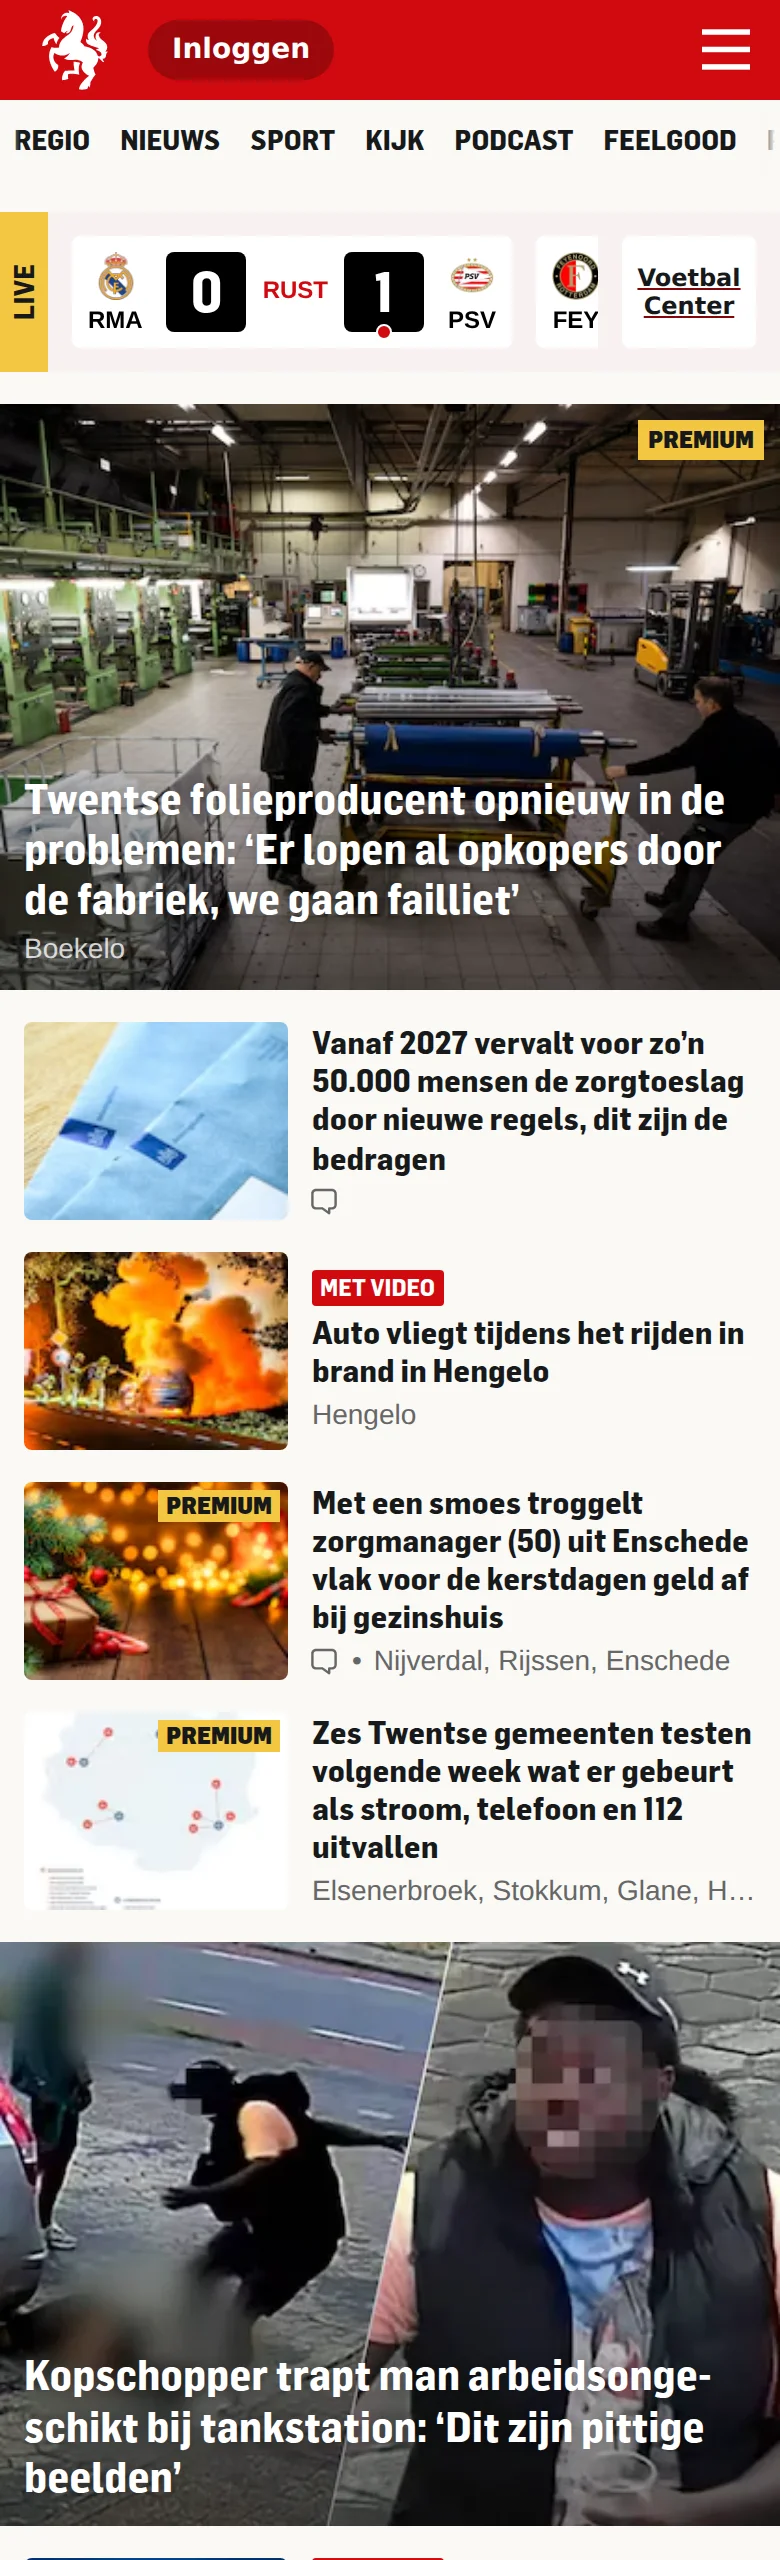 Inloggen
REGIO NIEUWS SPORT KIJK PODCAST FEELGOOD
LIVE
RMA 0 RUST 1 PSV
FEY
Voetbal
Center
PREMIUM
Twentse folieproducent opnieuw in de
problemen: ‘Er lopen al opkopers door
de fabriek, we gaan failliet’
Boekelo
Vanaf 2027 vervalt voor zo’n
50.000 mensen de zorgtoeslag
door nieuwe regels, dit zijn de
bedragen
MET VIDEO
Auto vliegt tijdens het rijden in
brand in Hengelo
Hengelo
PREMIUM
Met een smoes troggelt
zorgmanager (50) uit Enschede
vlak voor de kerstdagen geld af
bij gezinshuis
• Nijverdal, Rijssen, Enschede
PREMIUM
Zes Twentse gemeenten testen
volgende week wat er gebeurt
als stroom, telefoon en 112
uitvallen
Elsenerbroek, Stokkum, Glane, H…
Kopschopper trapt man arbeidsonge-
schikt bij tankstation: ‘Dit zijn pittige
beelden’